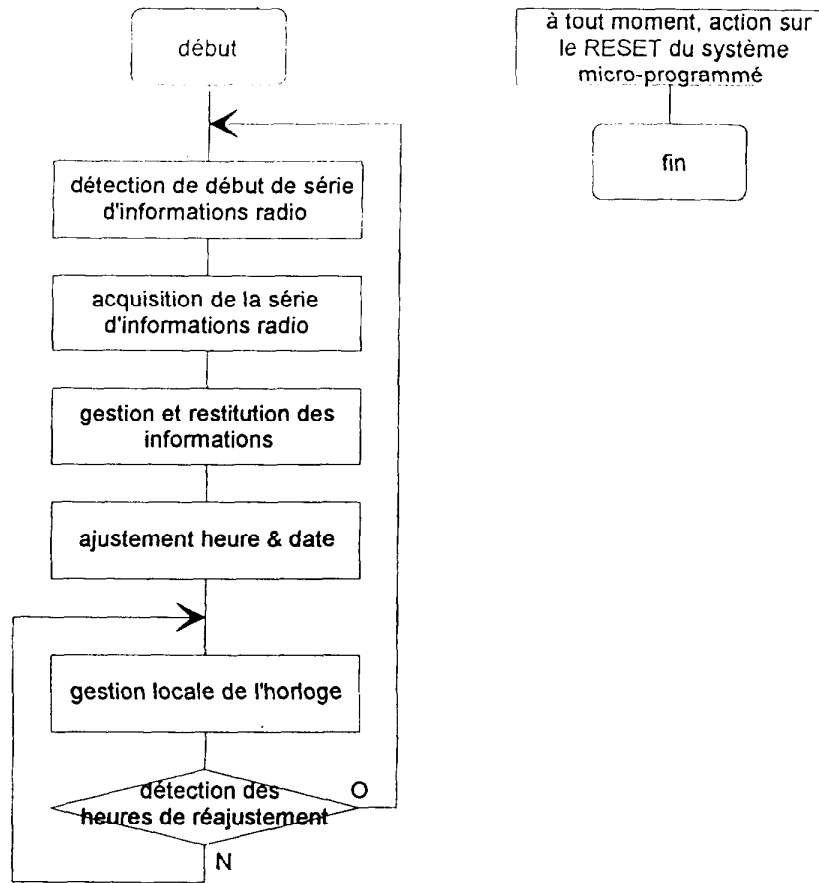 début
détection de début de série
d'informations radio
acquisition de la série
d'informations radio
gestion et restitution des
informations
ajustement heure & date
gestion locale de l'horloge
détection des
heures de réajustement
O
N
à tout moment, action sur
le RESET du système
micro-programmé
fin